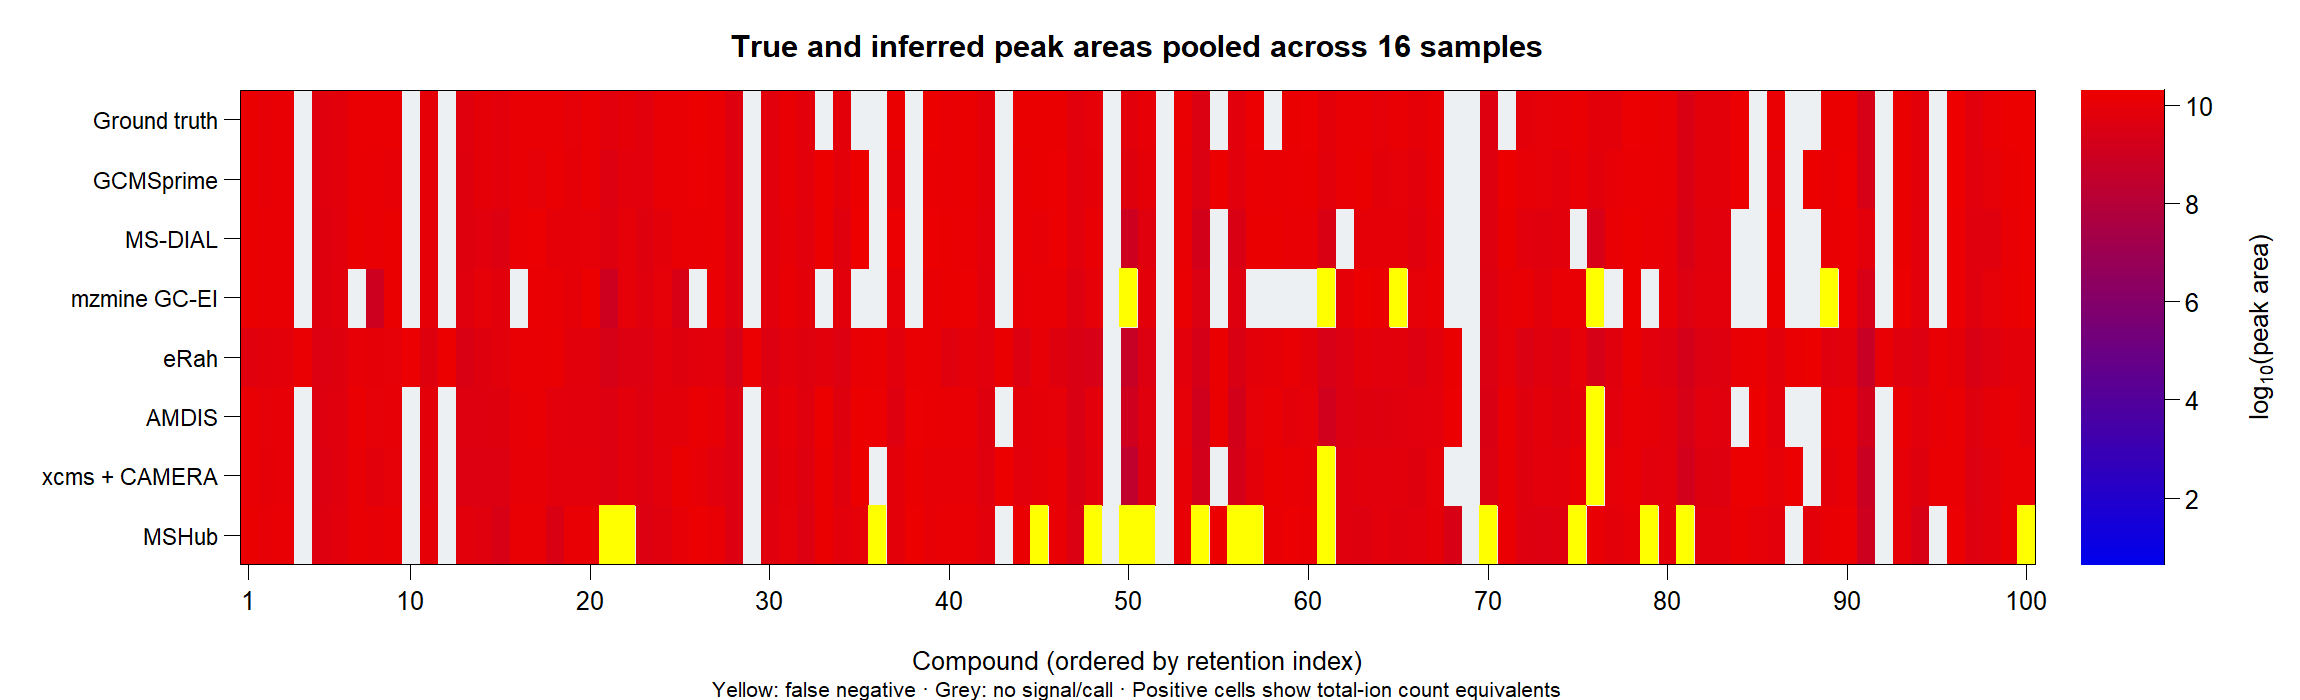 True and inferred peak areas pooled across 16 samples
Ground truth
GCMSprime
MS-DIAL
mzmine GC-EI
eRah
AMDIS
xcms + CAMERA
MSHub
1 10 20 30 40 50 60 70 80 90 100
Compound (ordered by retention index)
Yellow: false negative · Grey: no signal/call · Positive cells show total-ion count equivalents
10
8
6
4
2
log10(peak area)